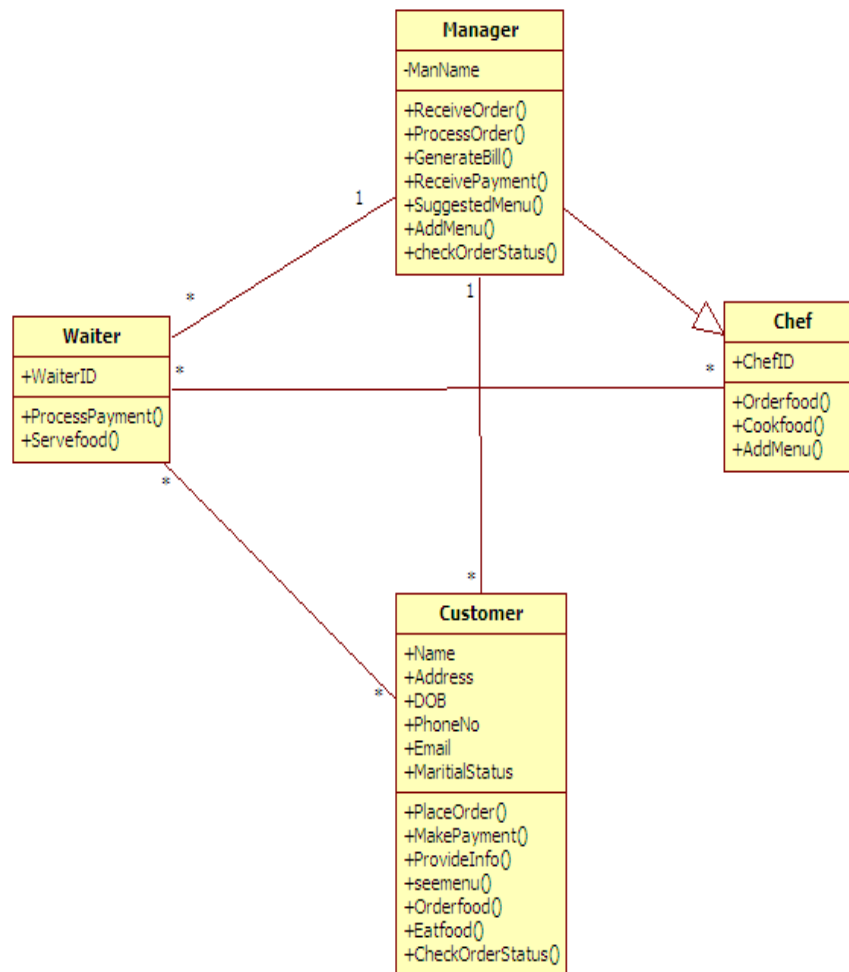 Manager
-ManName
+ReceiveOrder()
+ProcessOrder()
+GenerateBill()
+ReceivePayment()
+SuggestedMenu()
+AddMenu()
+checkOrderStatus()
1
*
1
Waiter
+WaiterID
+ProcessPayment()
+Servefood()
*
*
Chef
+ChefID
+Orderfood()
+Cookfood()
+AddMenu()
*
*
*
Customer
+Name
+Address
+DOB
+PhoneNo
+Email
+MaritialStatus
+PlaceOrder()
+MakePayment()
+ProvideInfo()
+seemenu()
+Orderfood()
+Eatfood()
+CheckOrderStatus()